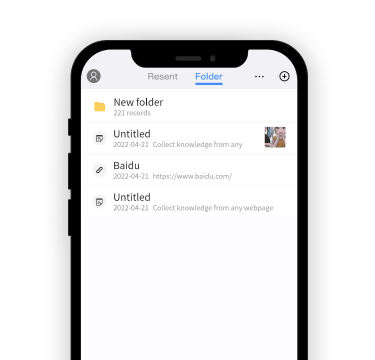 Resent Folder
New folder
221 records
Untitled
2022-04-21 Collect knowledge from any
Baidu
2022-04-21 https://www.baidu.com/
Untitled
2022-04-21 Collect knowledge from any webpage